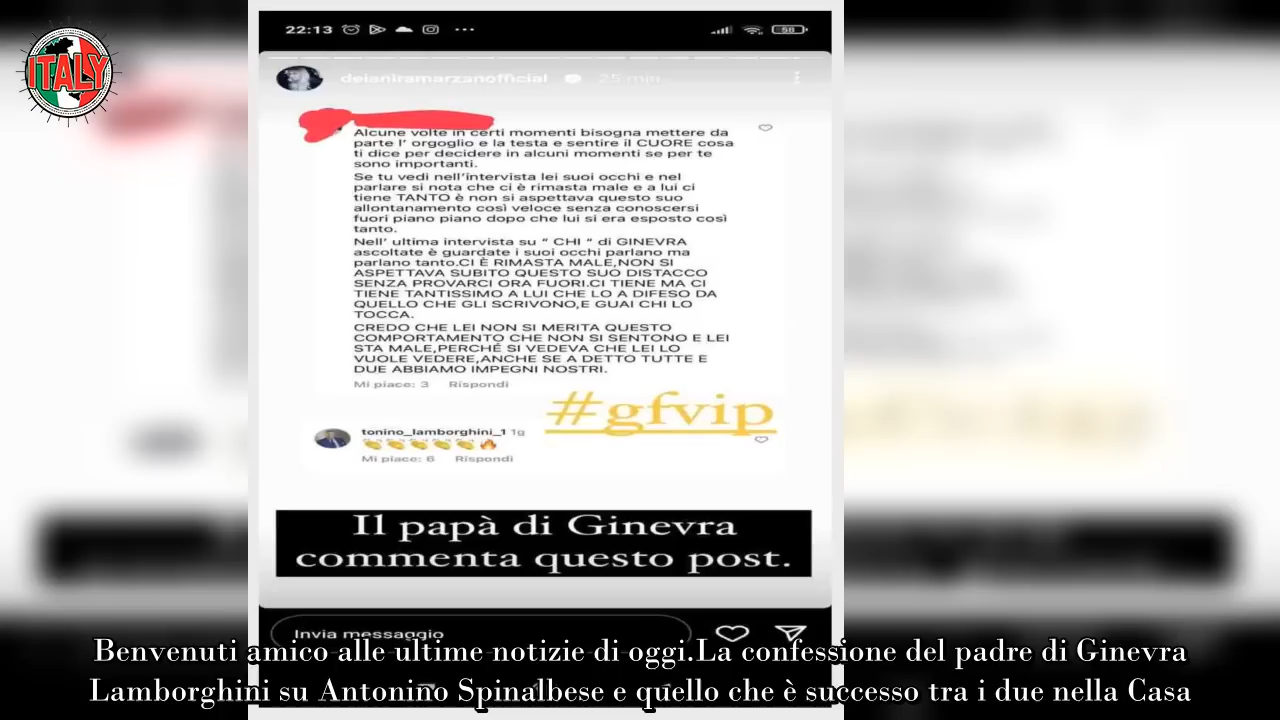 22:13
58
ITALY
deianiramarzanofficial 25 min
Alcune volte in certi momenti bisogna mettere da
parte l' orgoglio e la testa e sentire il CUORE cosa
ti dice per decidere in alcuni momenti se per te
sono importanti.
Se tu vedi nell'intervista lei suoi occhi e nel
parlare si nota che ci è rimasta male e a lui ci
tiene TANTO è non si aspettava questo suo
allontanamento così veloce senza conoscersi
fuori piano piano dopo che lui si era esposto così
tanto.
Nell' ultima intervista su " CHI " di GINEVRA
ascoltate è guardate i suoi occhi parlano ma
parlano tanto.CI È RIMASTA MALE,NON SI
ASPETTAVA SUBITO QUESTO SUO DISTACCO
SENZA PROVARCI ORA FUORI.CI TIENE MA CI
TIENE TANTISSIMO A LUI CHE LO A DIFESO DA
QUELLO CHE GLI SCRIVONO,E GUAI CHI LO
TOCCA.
CREDO CHE LEI NON SI MERITA QUESTO
COMPORTAMENTO CHE NON SI SENTONO E LEI
STA MALE,PERCHÉ SI VEDEVA CHE LEI LO
VUOLE VEDERE,ANCHE SE A DETTO TUTTE E
DUE ABBIAMO IMPEGNI NOSTRI.
Mi piace: 3 Rispondi
#gfvip
tonino_lamborghini_1 1g
👏👏👏👏👏🔥
Mi piace: 6 Rispondi
Il papà di Ginevra
commenta questo post.
Invia messaggio
Benvenuti amico alle ultime notizie di oggi.La confessione del padre di Ginevra
Lamborghini su Antonino Spinalbese e quello che è successo tra i due nella Casa